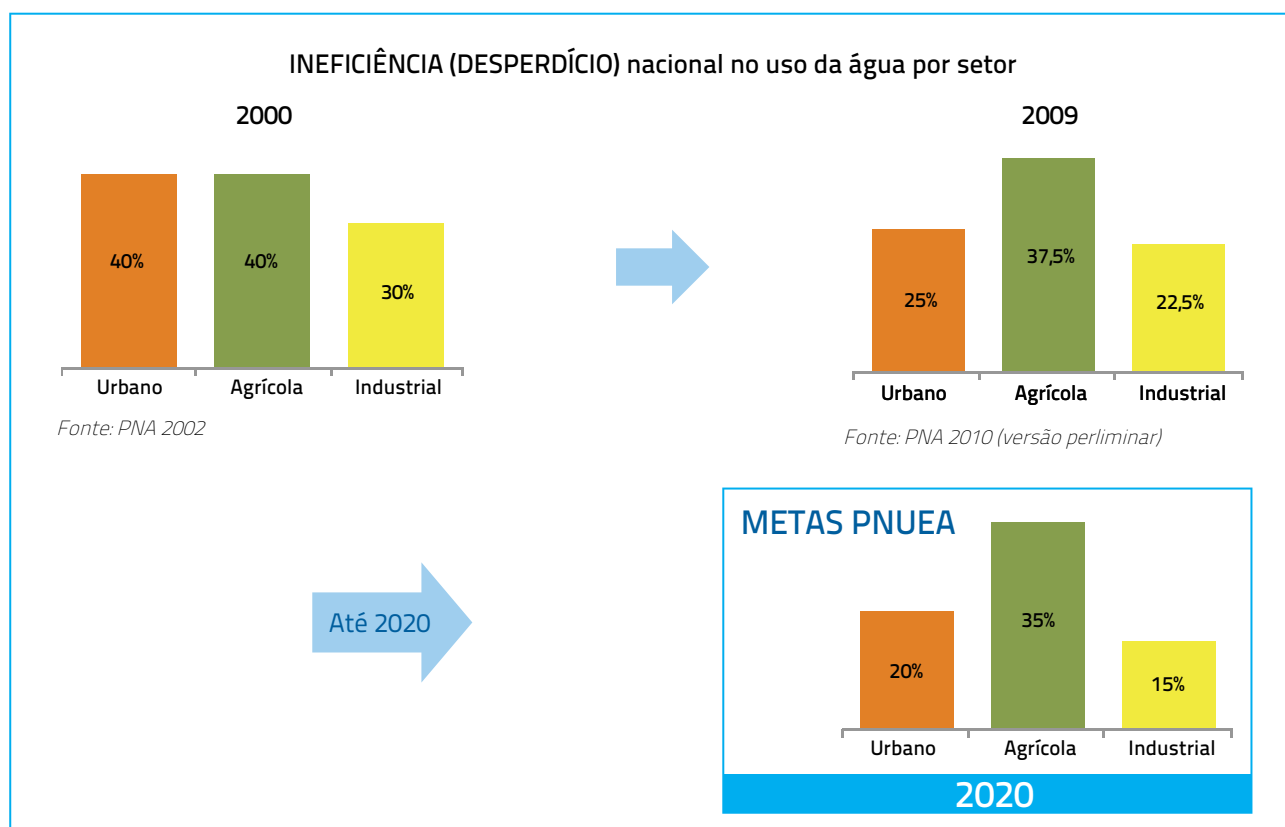 INEFICIÊNCIA (DESPERDÍCIO) nacional no uso da água por setor
2000
40%
40%
30%
Urbano
Agrícola
Industrial
Fonte: PNA 2002
2009
25%
37,5%
22,5%
Urbano
Agrícola
Industrial
Fonte: PNA 2010 (versão perliminar)
Até 2020
METAS PNUEA
20%
35%
15%
Urbano
Agrícola
Industrial
2020